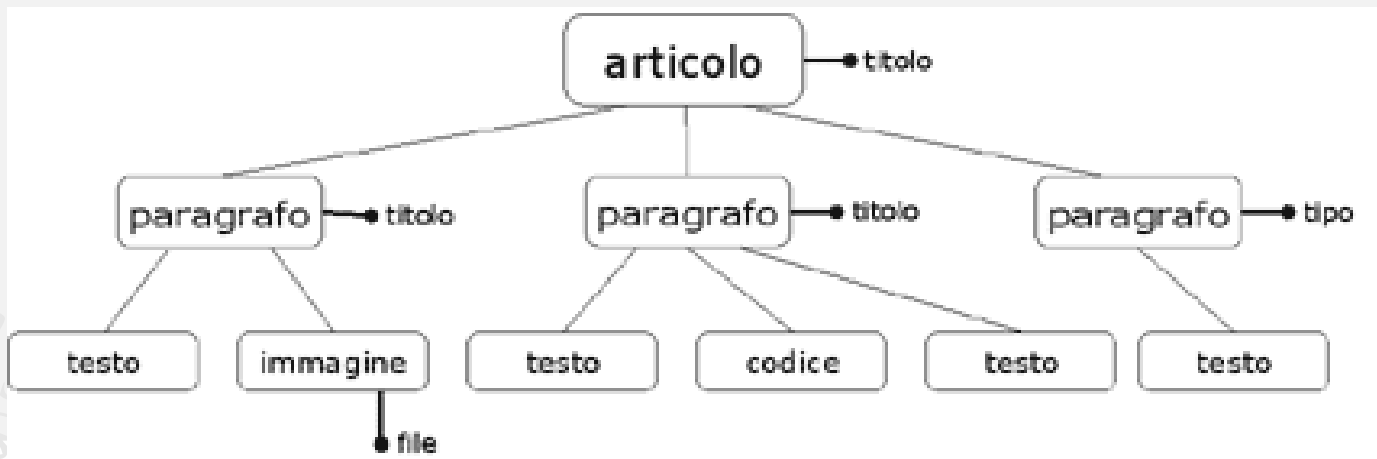 articolo titolo
paragrafo titolo paragrafo titolo paragrafo tipo
testo immagine testo codice testo testo
file